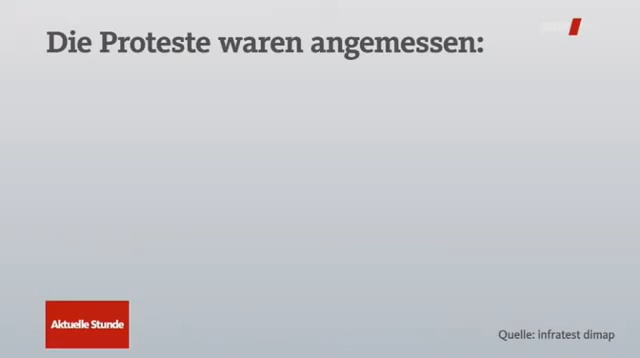 Die Proteste waren angemessen:
Aktuelle Stunde
Quelle: infratest dimap